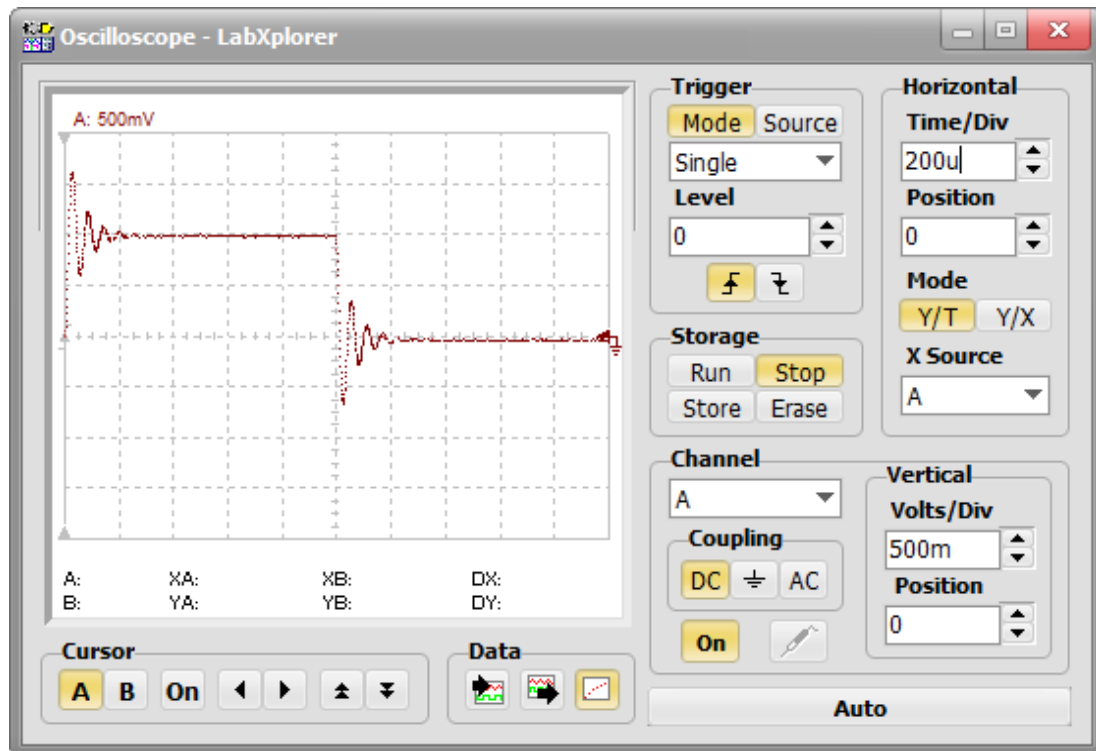 Oscilloscope - LabXplorer
A: 500mV
A: XA: XB: DX:
B: YA: YB: DY:
Cursor
A B On
Data
Trigger
Mode Source
Single
Level
0
Storage
Run Stop
Store Erase
Horizontal
Time/Div
200u
Position
0
Mode
Y/T Y/X
X Source
A
Channel
A
Coupling
DC AC
On
Vertical
Volts/Div
500m
Position
0
Auto